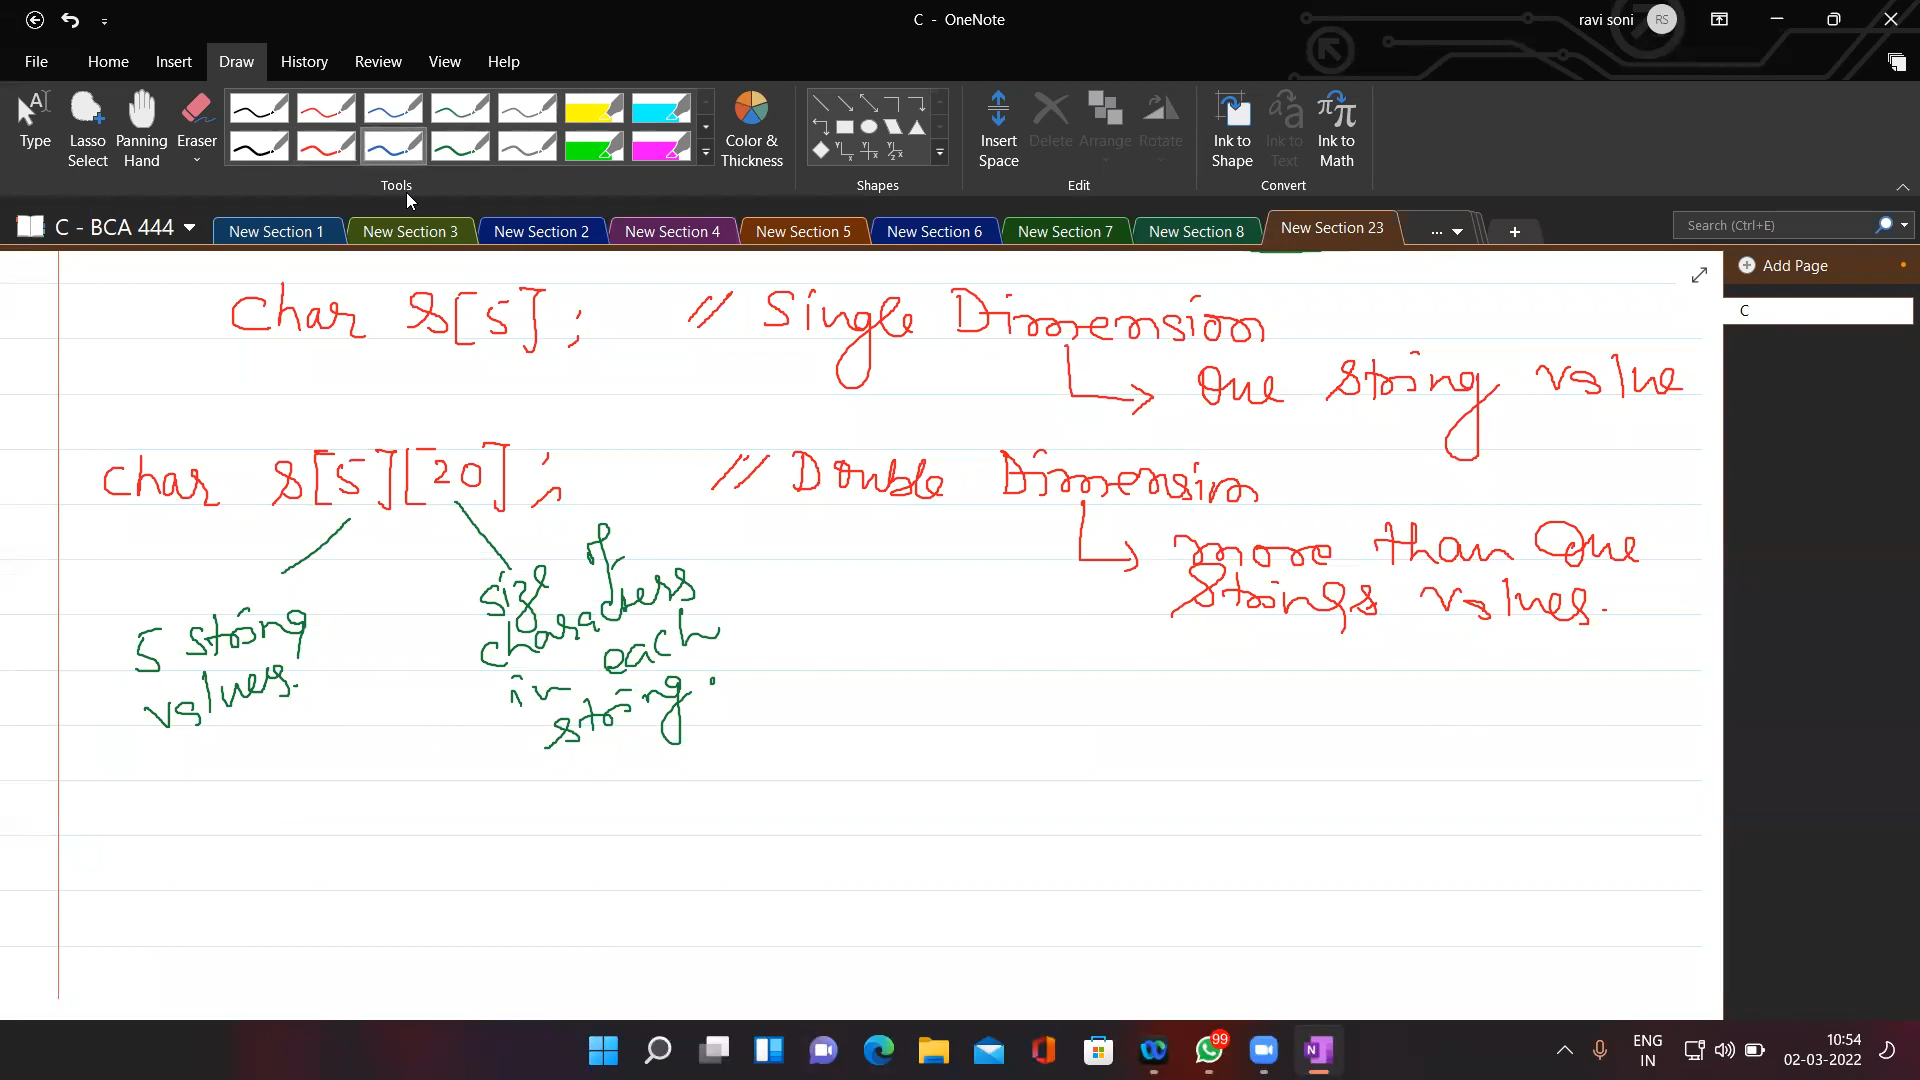 C - OneNote
ravi soni RS
File Home Insert Draw History Review View Help
Type Lasso Select Panning Hand Eraser Color & Thickness Insert Space Delete Arrange Rotate Ink to Shape Ink to Text Ink to Math
Tools Shapes Edit Convert
C - BCA 444 New Section 1 New Section 3 New Section 2 New Section 4 New Section 5 New Section 6 New Section 7 New Section 8 New Section 23 ... + Search (Ctrl+E)
Add Page
C
Char S[5]; // Single Dimension
One string value
Char S[5][20]; // Double Dimension
more than One
Strings values.
5 string
values.
size of
characters
in each
string.
99
ENG
IN
10:54
02-03-2022